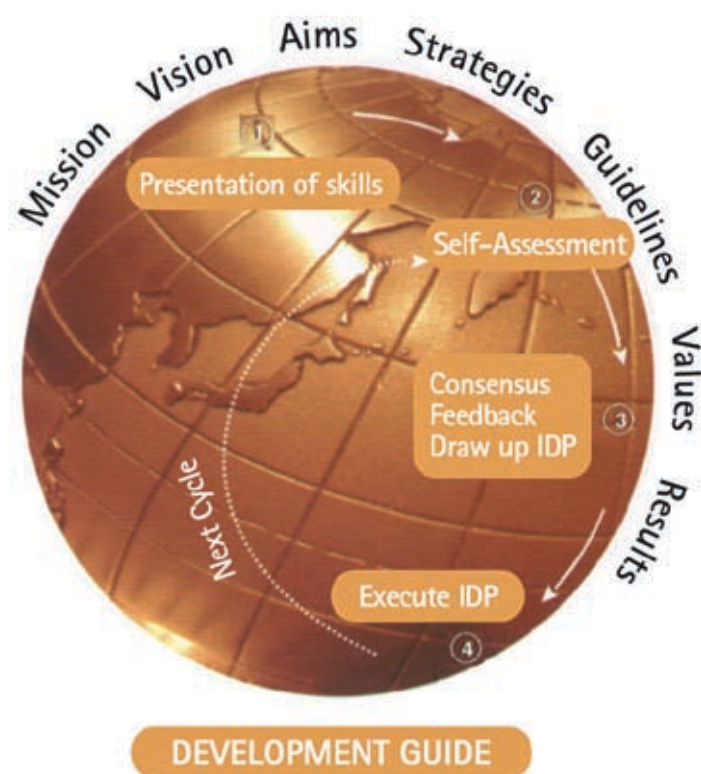 Mission
Vision
Aims
Strategies
Guidelines
Values
Results
1
Presentation of skills
2
Self-Assessment
Consensus
Feedback
Draw up IDP
3
Next Cycle
Execute IDP
4
DEVELOPMENT GUIDE